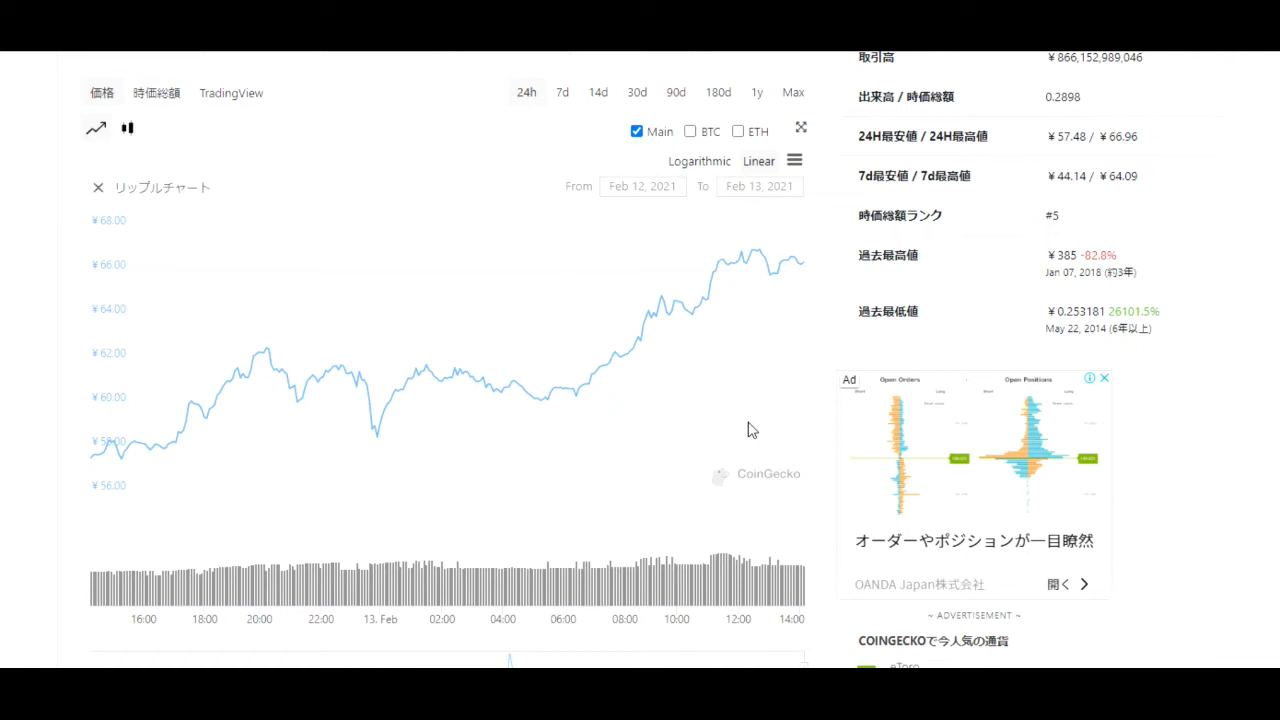 価格 時価総額 TradingView 24h 7d 14d 30d 90d 180d 1y Max
Main BTC ETH
Logarithmic Linear
リップルチャート From Feb 12, 2021 To Feb 13, 2021
¥68.00
¥66.00
¥64.00
¥62.00
¥60.00
¥58.00
¥56.00
CoinGecko
16:00 18:00 20:00 22:00 13. Feb 02:00 04:00 06:00 08:00 10:00 12:00 14:00
取引高 ¥866,152,989,046
出来高 / 時価総額 0.2898
24H最安値 / 24H最高値 ¥57.48 / ¥66.96
7d最安値 / 7d最高値 ¥44.14 / ¥64.09
時価総額ランク #5
過去最高値 ¥385 -82.8%
Jan 07, 2018 (約3年)
過去最低値 ¥0.253181 26101.5%
May 22, 2014 (6年以上)
Ad Open Orders Open Positions
Short Long Short Long
オーダーやポジションが一目瞭然
OANDA Japan株式会社 開く
~ ADVERTISEMENT ~
COINGECKOで今人気の通貨
eToro